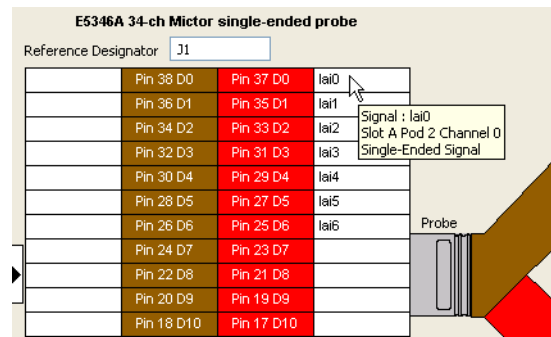 E5346A 34-ch Mictor single-ended probe
Reference Designator J1
Pin 38 D0 Pin 37 D0 lai0
Pin 36 D1 Pin 35 D1 lai1
Pin 34 D2 Pin 33 D2 lai2
Pin 32 D3 Pin 31 D3 lai3
Pin 30 D4 Pin 29 D4 lai4
Pin 28 D5 Pin 27 D5 lai5
Pin 26 D6 Pin 25 D6 lai6
Pin 24 D7 Pin 23 D7
Pin 22 D8 Pin 21 D8
Pin 20 D9 Pin 19 D9
Pin 18 D10 Pin 17 D10
Signal : lai0
Slot A Pod 2 Channel 0
Single-Ended Signal
Probe